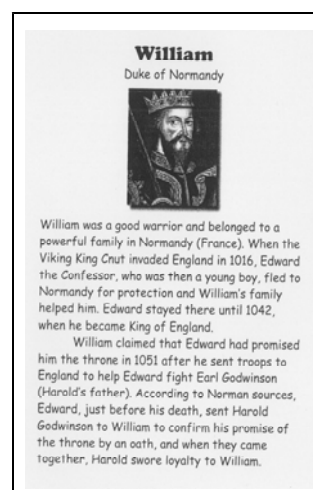 William
Duke of Normandy
William was a good warrior and belonged to a
powerful family in Normandy (France). When the
Viking King Cnut invaded England in 1016, Edward
the Confessor, who was then a young boy, fled to
Normandy for protection and William's family
helped him. Edward stayed there until 1042,
when he became King of England.
William claimed that Edward had promised
him the throne in 1051 after he sent troops to
England to help Edward fight Earl Godwinson
(Harold's father). According to Norman sources,
Edward, just before his death, sent Harold
Godwinson to William to confirm his promise of
the throne by an oath, and when they came
together, Harold swore loyalty to William.